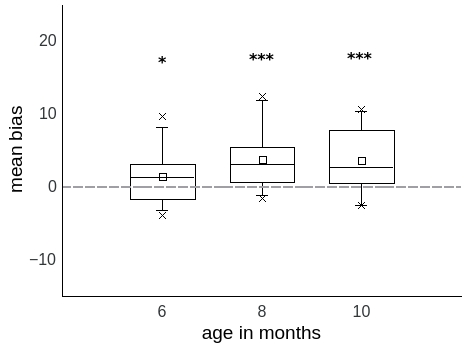 20
* *** ***
10
0
−10
6 8 10
age in months
mean bias